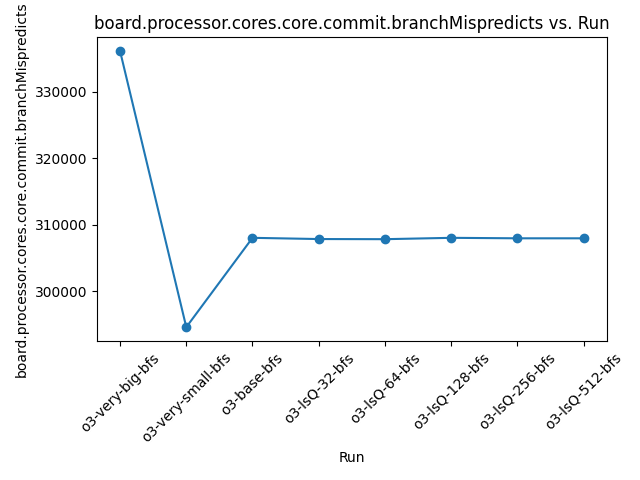 board.processor.cores.core.commit.branchMispredicts vs. Run
board.processor.cores.core.commit.branchMispredicts
330000
320000
310000
300000
o3-very-big-bfs
o3-very-small-bfs
o3-base-bfs
o3-lsQ-32-bfs
o3-lsQ-64-bfs
o3-lsQ-128-bfs
o3-lsQ-256-bfs
o3-lsQ-512-bfs
Run